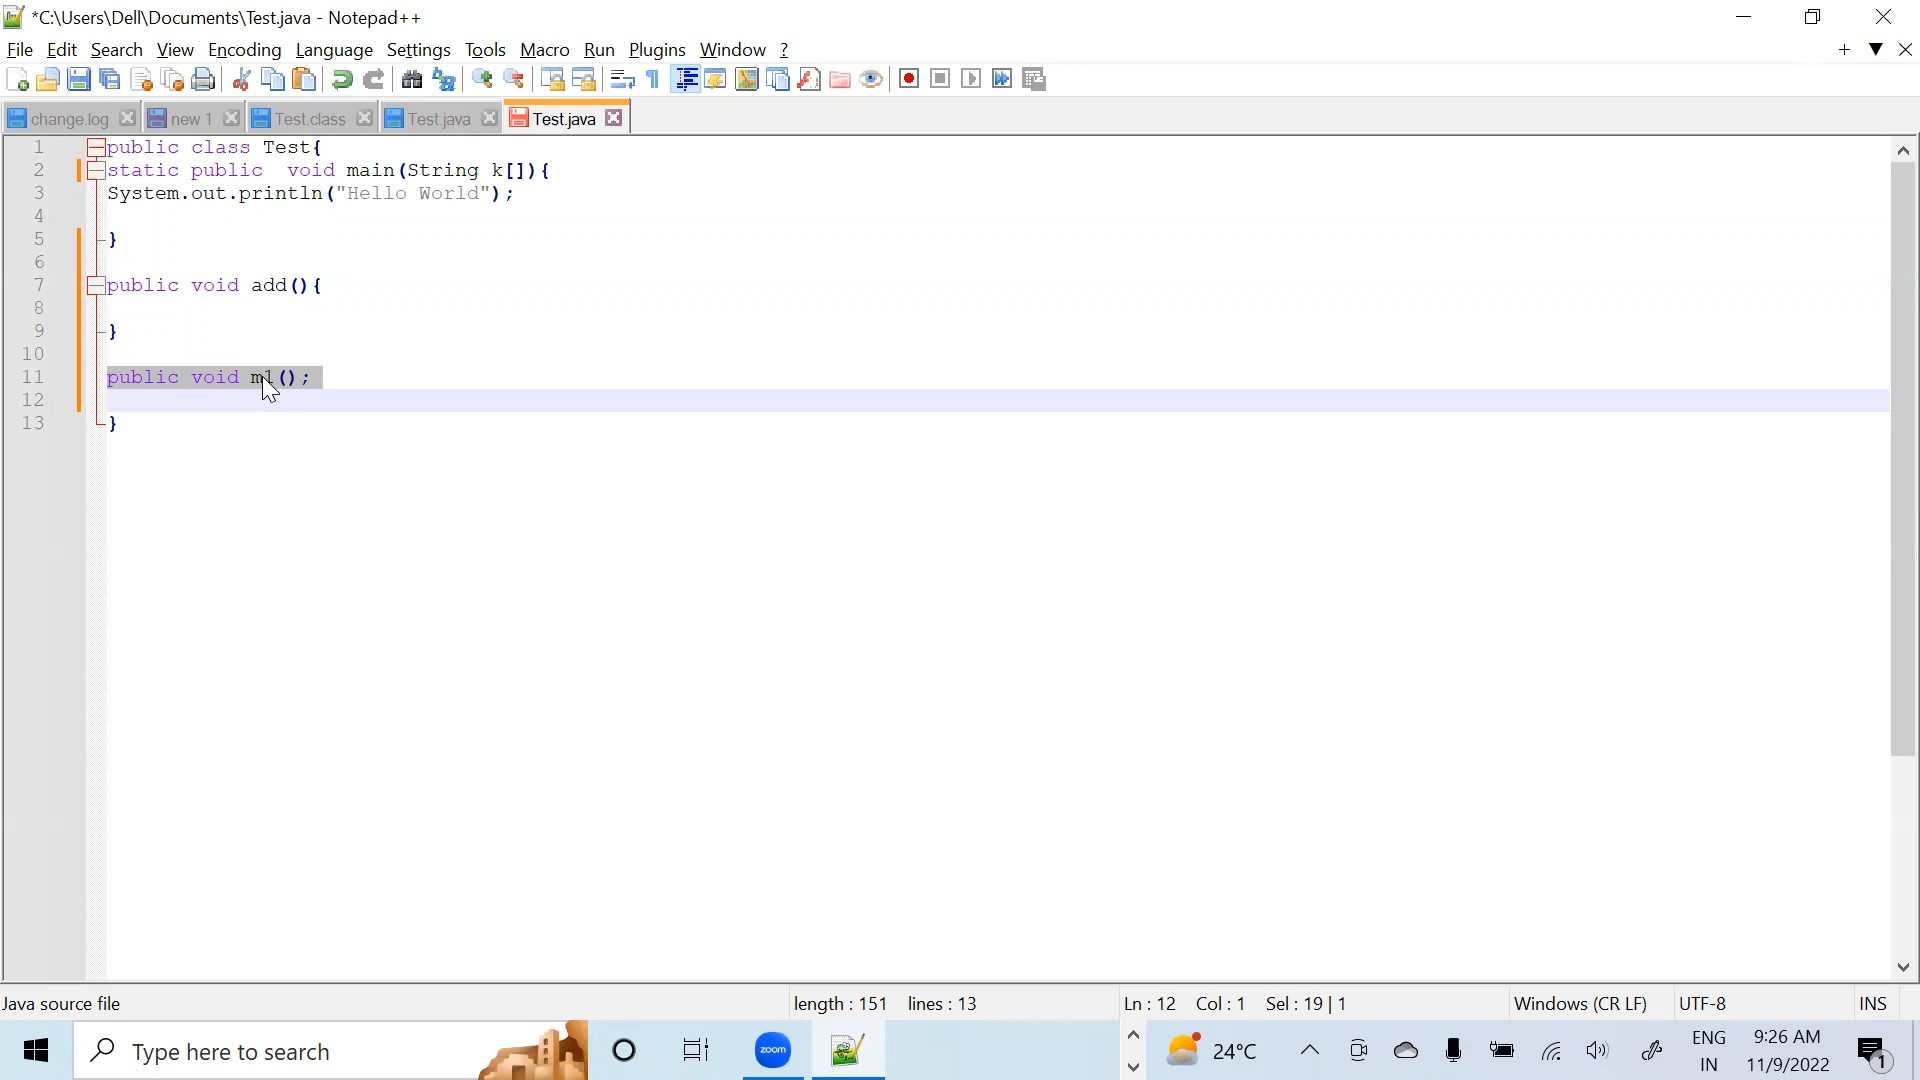 *C:\Users\Dell\Documents\Test.java - Notepad++
File Edit Search View Encoding Language Settings Tools Macro Run Plugins Window ?
change.log new 1 Test.class Test.java Test.java
1 public class Test{
2 static public  void main(String k[]){
3 System.out.println("Hello World");
4
5 }
6
7 public void add(){
8
9 }
10
11 public void m1();
12
13 }
Java source file length : 151 lines : 13 Ln : 12 Col : 1 Sel : 19 | 1 Windows (CR LF) UTF-8 INS
Type here to search zoom 24°C ENG 9:26 AM
IN 11/9/2022 1